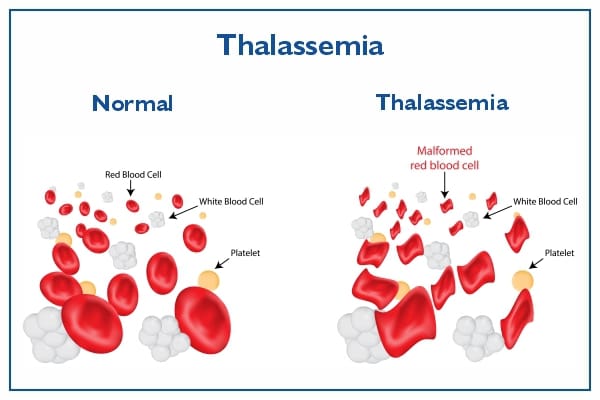 Thalassemia
Normal
Red Blood Cell
White Blood Cell
Platelet
Thalassemia
Malformed
red blood cell
White Blood Cell
Platelet